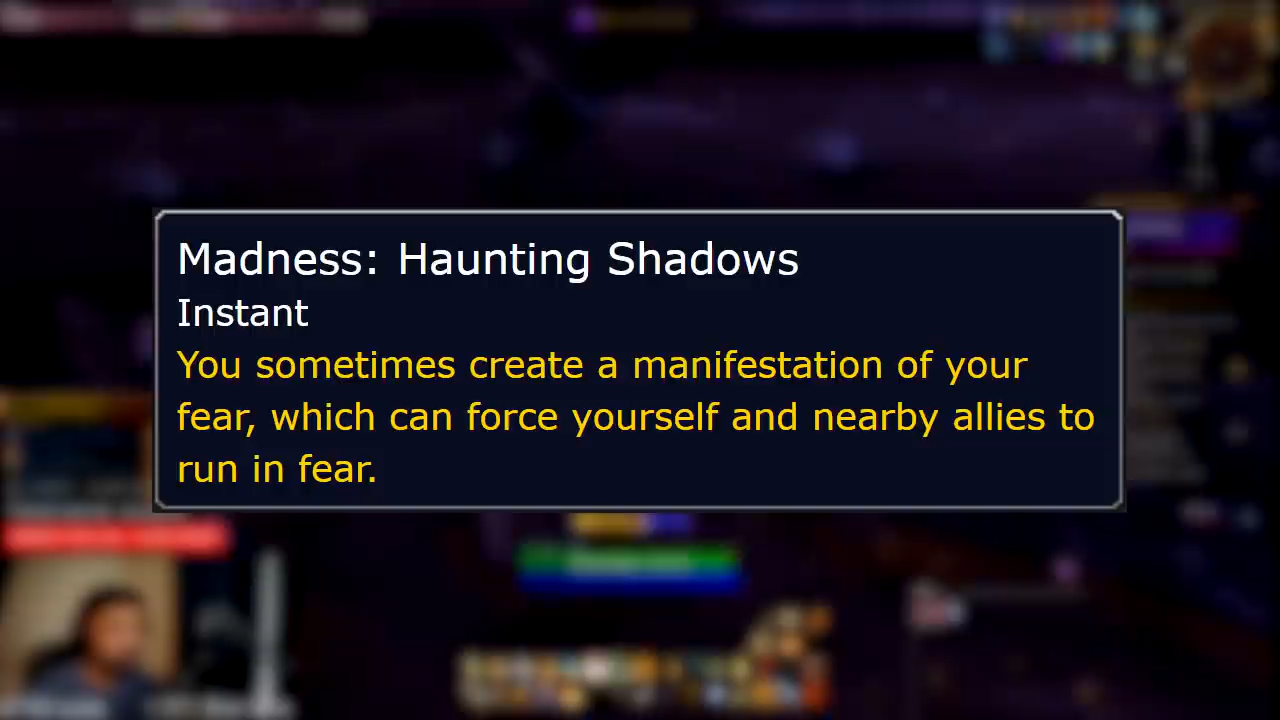 Madness: Haunting Shadows
Instant
You sometimes create a manifestation of your
fear, which can force yourself and nearby allies to
run in fear.